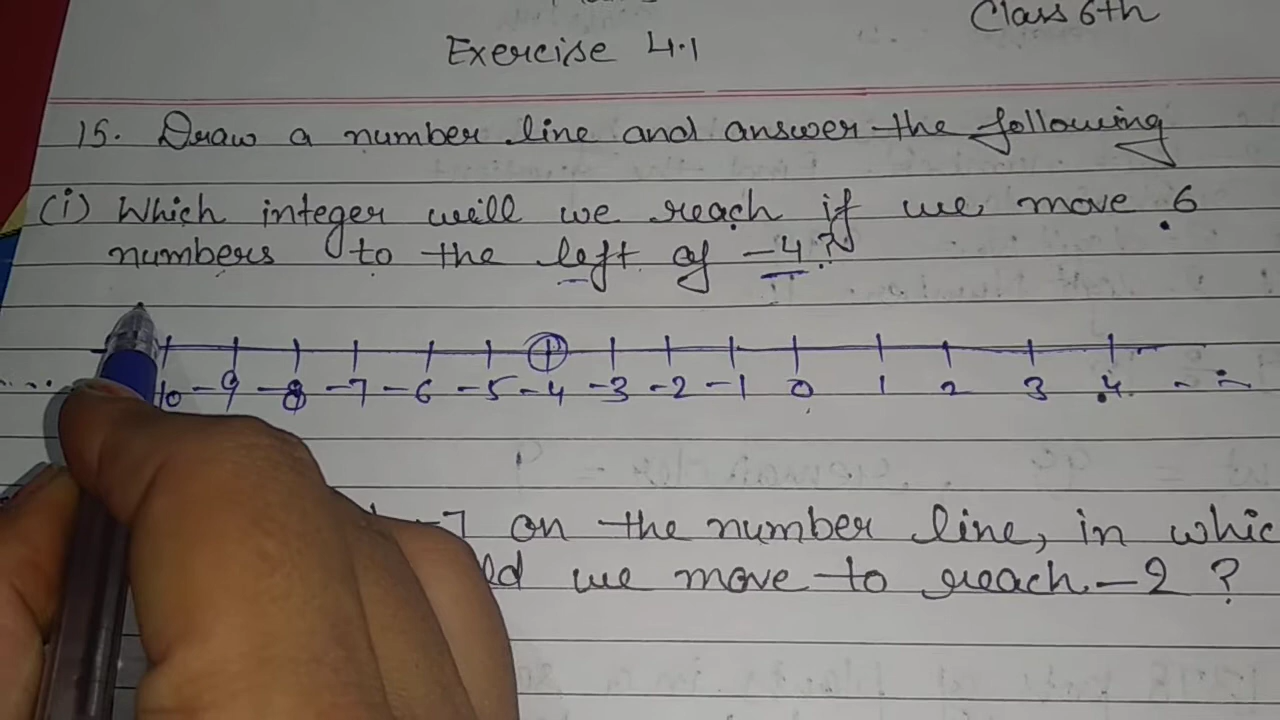 Class 6th
Exercise 4.1
15. Draw a number line and answer the following
(i) Which integer will we reach if we move 6
numbers to the left of -4?
10 -9 -8 -7 -6 -5 -4 -3 -2 -1 0 1 2 3 4
-7 on the number line, in whic
we move to reach -2 ?